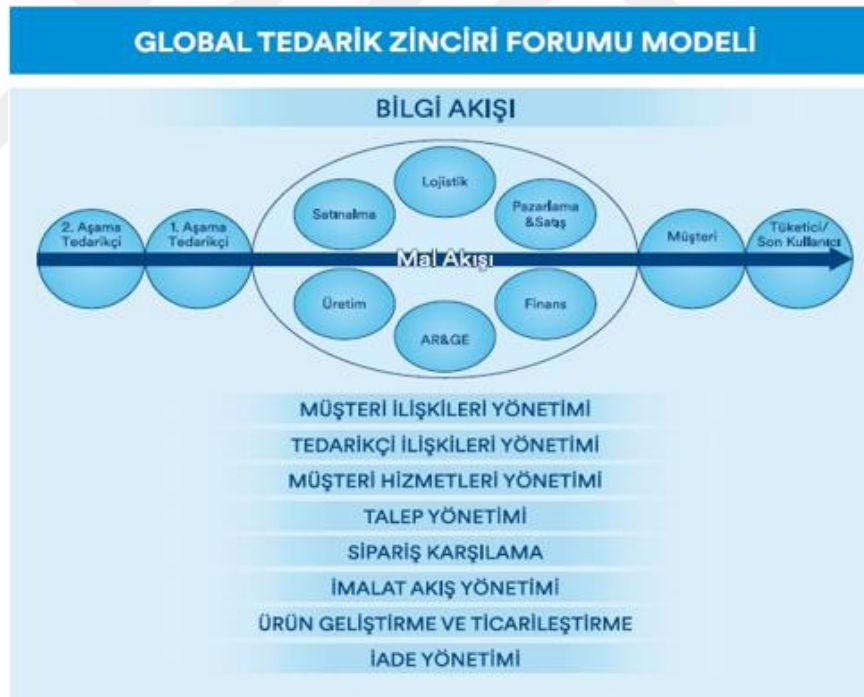 GLOBAL TEDARİK ZİNCİRİ FORUMU MODELİ
BİLGİ AKIŞI
2. Aşama
Tedarikçi
1. Aşama
Tedarikçi
Satınalma
Lojistik
Pazarlama
&Satış
Mal Akışı
Üretim
AR&GE
Finans
Müşteri
Tüketici/
Son Kullanıcı
MÜŞTERİ İLİŞKİLERİ YÖNETİMİ
TEDARİKÇİ İLİŞKİLERİ YÖNETİMİ
MÜŞTERİ HİZMETLERİ YÖNETİMİ
TALEP YÖNETİMİ
SİPARİŞ KARŞILAMA
İMALAT AKIŞ YÖNETİMİ
ÜRÜN GELİŞTİRME VE TİCARİLEŞTİRME
İADE YÖNETİMİ